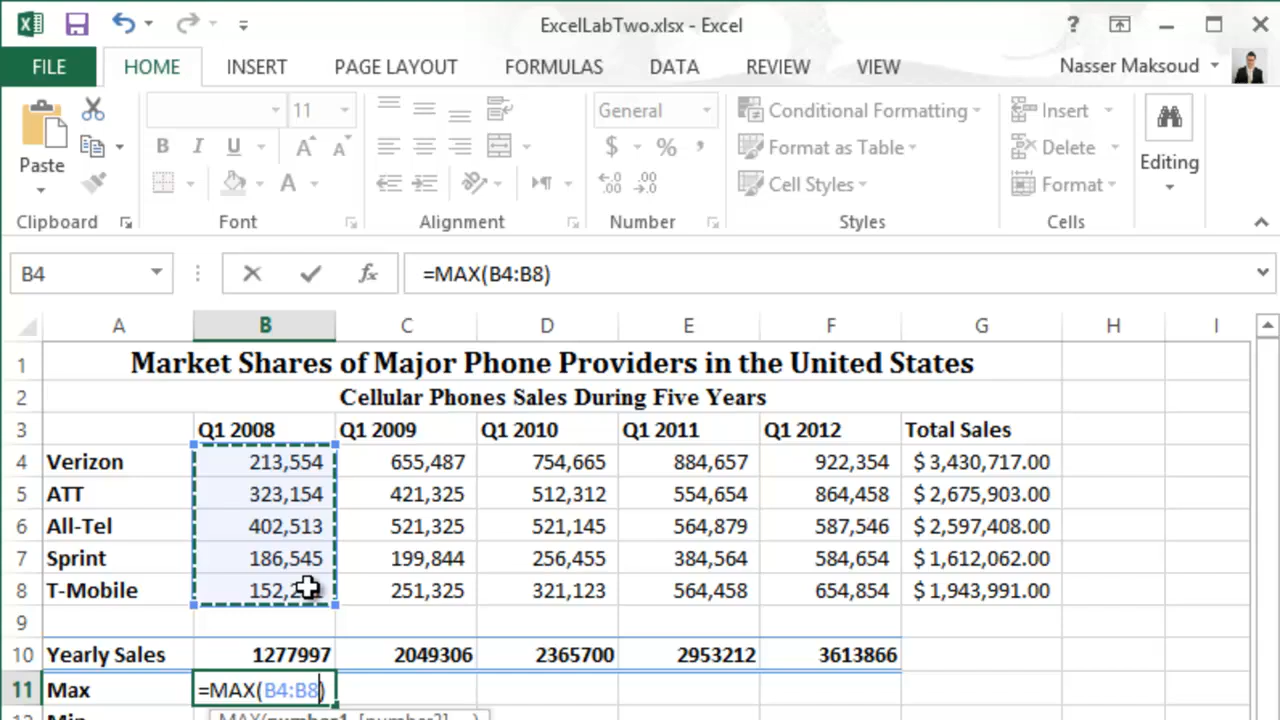 ExcelLabTwo.xlsx - Excel
FILE HOME INSERT PAGE LAYOUT FORMULAS DATA REVIEW VIEW Nasser Maksoud
11 General Conditional Formatting Insert
Paste B I U A A $ % , Format as Table Delete Editing
A Cell Styles Format
Clipboard Font Alignment Number Styles Cells
B4 fx =MAX(B4:B8)
A B C D E F G H I
1 Market Shares of Major Phone Providers in the United States
2 Cellular Phones Sales During Five Years
3 Q1 2008 Q1 2009 Q1 2010 Q1 2011 Q1 2012 Total Sales
4 Verizon 213,554 655,487 754,665 884,657 922,354 $ 3,430,717.00
5 ATT 323,154 421,325 512,312 554,654 864,458 $ 2,675,903.00
6 All-Tel 402,513 521,325 521,145 564,879 587,546 $ 2,597,408.00
7 Sprint 186,545 199,844 256,455 384,564 584,654 $ 1,612,062.00
8 T-Mobile 251,325 321,123 564,458 654,854 $ 1,943,991.00
9
10 Yearly Sales 1277997 2049306 2365700 2953212 3613866
11 Max =MAX(B4:B8)